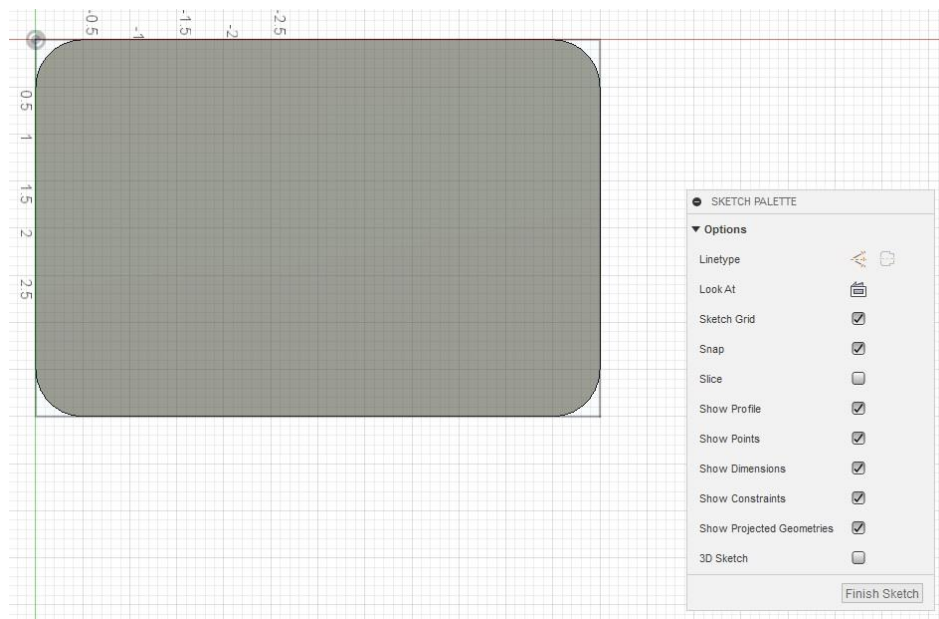 -0.5
-1
-1.5
-2
-2.5
0.5
1
1.5
2
2.5
SKETCH PALETTE
Options
Linetype
Look At
Sketch Grid
Snap
Slice
Show Profile
Show Points
Show Dimensions
Show Constraints
Show Projected Geometries
3D Sketch
Finish Sketch